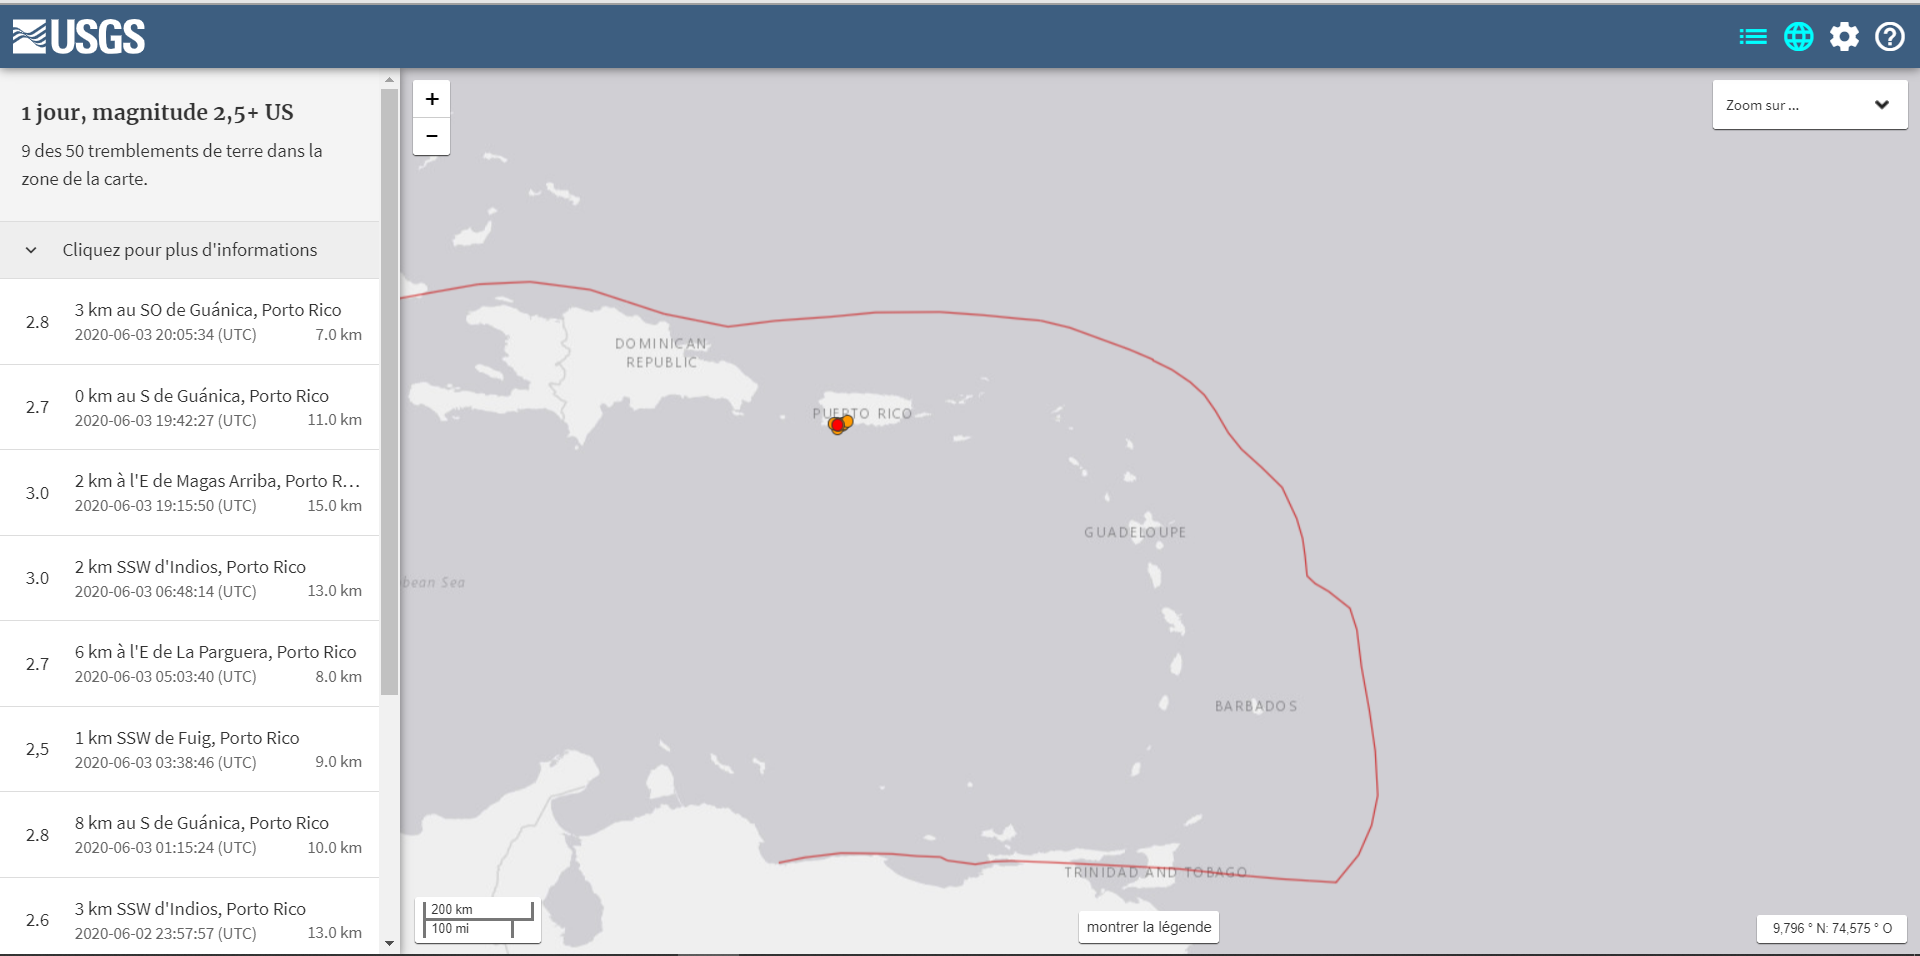 USGS
1 jour, magnitude 2,5+ US
9 des 50 tremblements de terre dans la
zone de la carte.
Cliquez pour plus d'informations
2.8
3 km au SO de Guánica, Porto Rico
2020-06-03 20:05:34 (UTC)
7.0 km
2.7
0 km au S de Guánica, Porto Rico
2020-06-03 19:42:27 (UTC)
11.0 km
3.0
2 km à l'E de Magas Arriba, Porto R...
2020-06-03 19:15:50 (UTC)
15.0 km
3.0
2 km SSW d'Indios, Porto Rico
2020-06-03 06:48:14 (UTC)
13.0 km
2.7
6 km à l'E de La Parguera, Porto Rico
2020-06-03 05:03:40 (UTC)
8.0 km
2,5
1 km SSW de Fuig, Porto Rico
2020-06-03 03:38:46 (UTC)
9.0 km
2.8
8 km au S de Guánica, Porto Rico
2020-06-03 01:15:24 (UTC)
10.0 km
2.6
3 km SSW d'Indios, Porto Rico
2020-06-02 23:57:57 (UTC)
13.0 km
+
−
Zoom sur ...
DOMINICAN
REPUBLIC
PUERTO RICO
GUADELOUPE
bean Sea
BARBADOS
TRINIDAD AND TOBAGO
200 km
100 mi
montrer la légende
9,796 ° N: 74,575 ° O